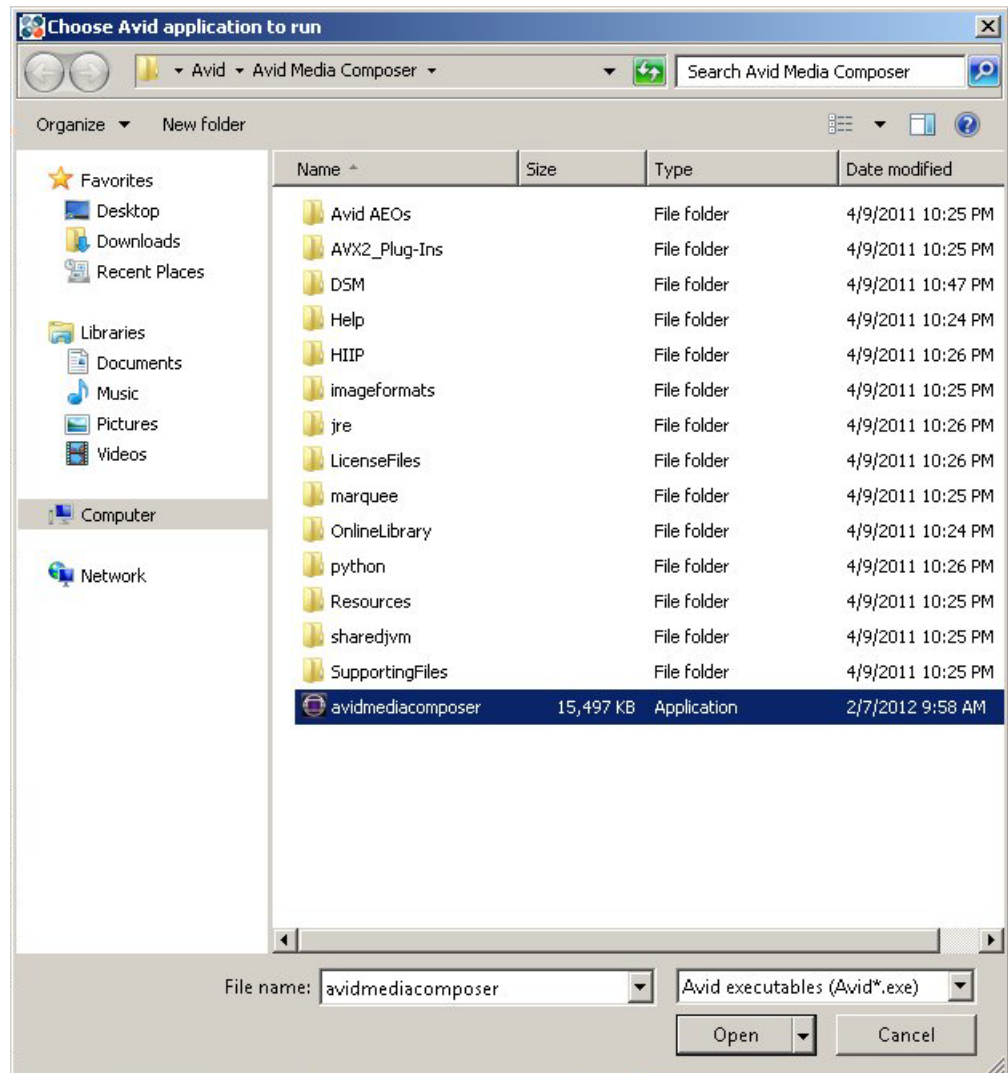 Choose Avid application to run
Avid Avid Media Composer Search Avid Media Composer
Organize New folder
Favorites
Desktop
Downloads
Recent Places
Libraries
Documents
Music
Pictures
Videos
Computer
Network
Name Size Type Date modified
Avid AEOs File folder 4/9/2011 10:25 PM
AVX2_Plug-Ins File folder 4/9/2011 10:25 PM
DSM File folder 4/9/2011 10:47 PM
Help File folder 4/9/2011 10:24 PM
HIIP File folder 4/9/2011 10:26 PM
imageformats File folder 4/9/2011 10:25 PM
jre File folder 4/9/2011 10:26 PM
LicenseFiles File folder 4/9/2011 10:26 PM
marquee File folder 4/9/2011 10:25 PM
OnlineLibrary File folder 4/9/2011 10:24 PM
python File folder 4/9/2011 10:26 PM
Resources File folder 4/9/2011 10:25 PM
sharedjvm File folder 4/9/2011 10:25 PM
SupportingFiles File folder 4/9/2011 10:25 PM
avidmediacomposer 15,497 KB Application 2/7/2012 9:58 AM
File name: avidmediacomposer Avid executables (Avid*.exe)
Open Cancel